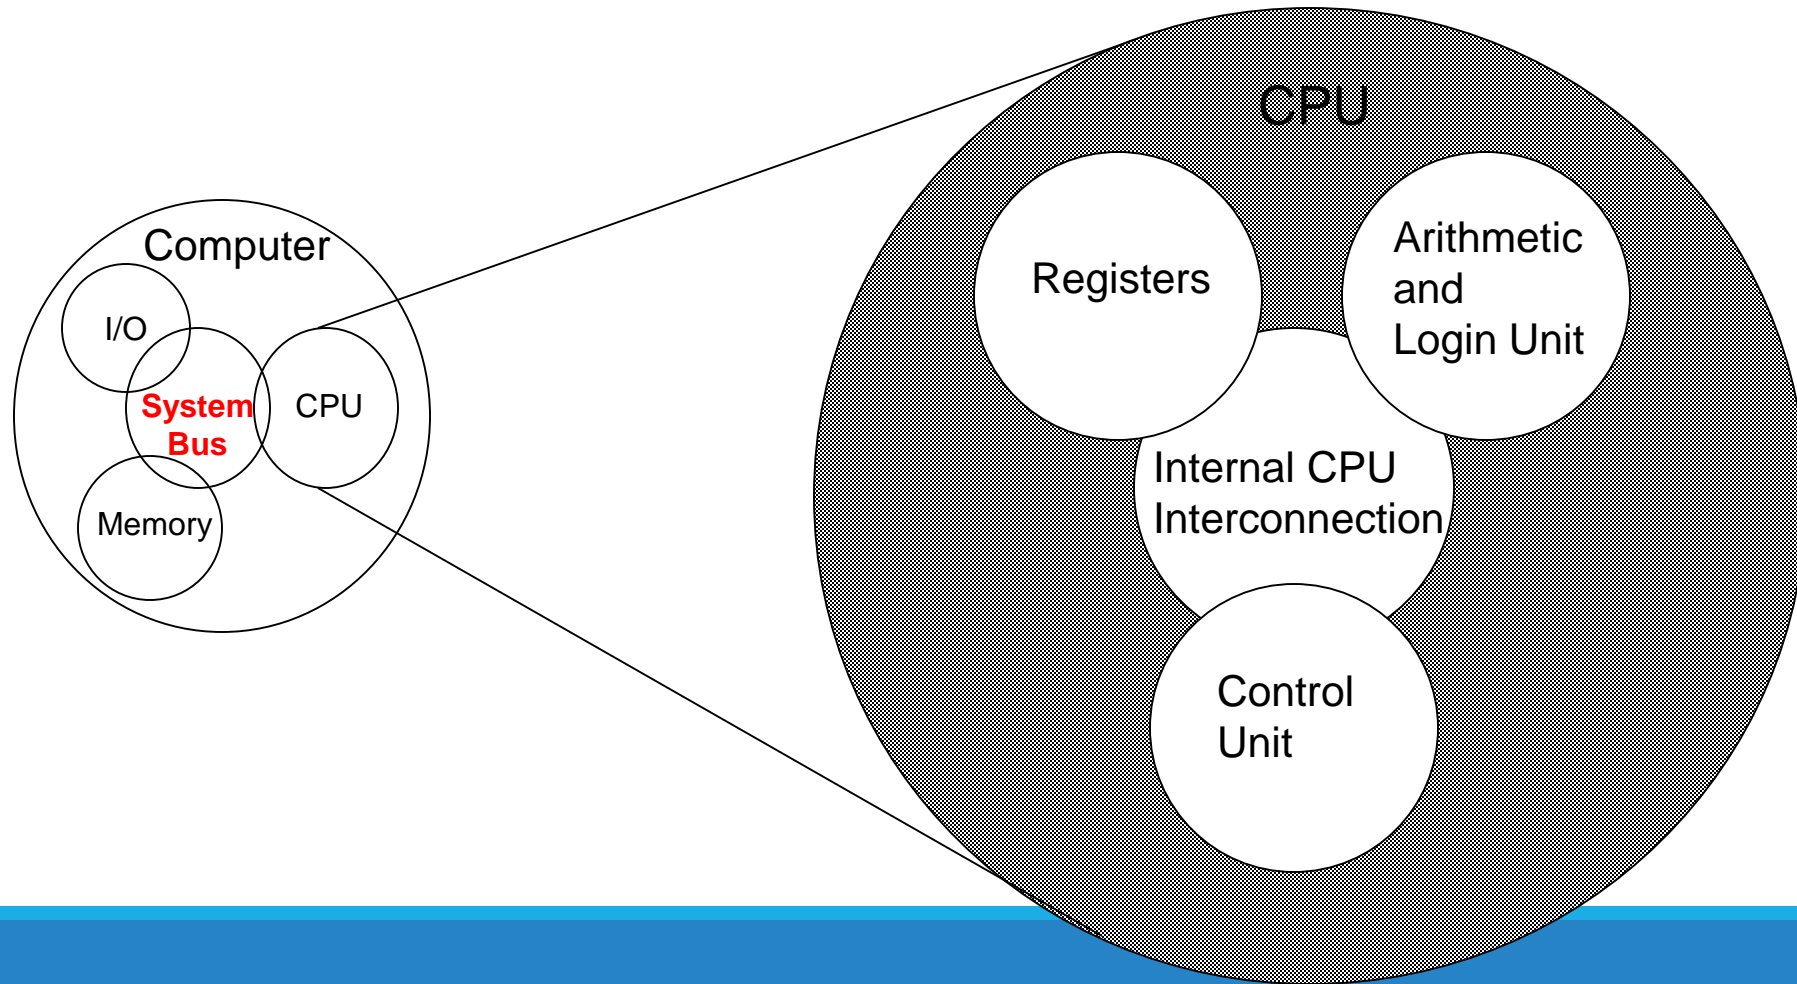 Computer
I/O
System
Bus
CPU
Memory
CPU
Registers
Arithmetic
and
Login Unit
Internal CPU
Interconnection
Control
Unit